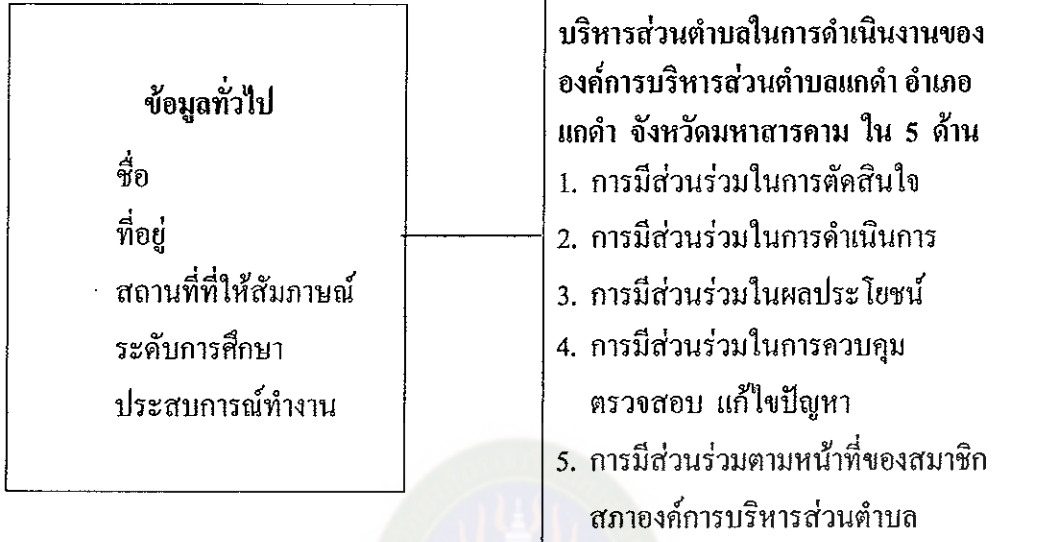 ข้อมูลทั่วไป
ชื่อ
ที่อยู่
สถานที่ที่ให้สัมภาษณ์
ระดับการศึกษา
ประสบการณ์ทำงาน
บริหารส่วนตำบลในการดำเนินงานของ
องค์การบริหารส่วนตำบลแกดำ อำเภอ
แกดำ จังหวัดมหาสารคาม ใน 5 ด้าน
1. การมีส่วนร่วมในการตัดสินใจ
2. การมีส่วนร่วมในการดำเนินการ
3. การมีส่วนร่วมในผลประโยชน์
4. การมีส่วนร่วมในการควบคุม
ตรวจสอบ แก้ไขปัญหา
5. การมีส่วนร่วมตามหน้าที่ของสมาชิก
สภาองค์การบริหารส่วนตำบล